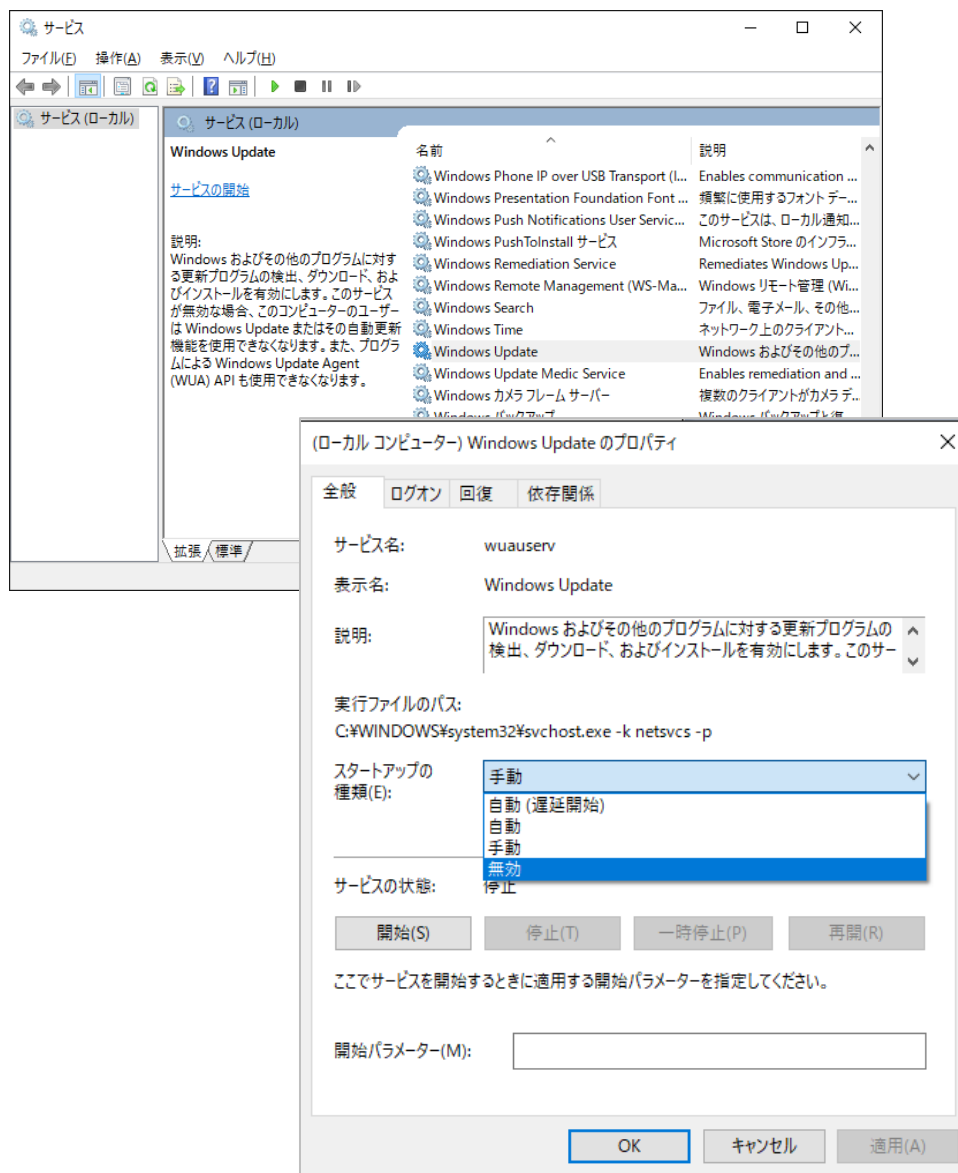 サービス
ファイル(F) 操作(A) 表示(V) ヘルプ(H)
サービス (ローカル)
サービス (ローカル)
Windows Update
サービスの開始
説明:
Windows およびその他のプログラムに対す
る更新プログラムの検出、ダウンロード、およ
びインストールを有効にします。このサービス
が無効な場合、このコンピューターのユーザー
は Windows Update またはその自動更新
機能を使用できなくなります。また、プログラ
ムによる Windows Update Agent
(WUA) API も使用できなくなります。
名前 説明
Windows Phone IP over USB Transport (I... Enables communication ...
Windows Presentation Foundation Font ... 頻繁に使用するフォント デー...
Windows Push Notifications User Servic... このサービスは、ローカル通知...
Windows PushToInstall サービス Microsoft Store のインフラ...
Windows Remediation Service Remediates Windows Up...
Windows Remote Management (WS-Ma... Windows リモート管理 (Wi...
Windows Search ファイル、電子メール、その他...
Windows Time ネットワーク上のクライアント...
Windows Update Windows およびその他のプ...
Windows Update Medic Service Enables remediation and ...
Windows カメラ フレーム サーバー 複数のクライアントがカメラ デ...
Windows バックアップ Windows バックアップと復
拡張 標準
(ローカル コンピューター) Windows Update のプロパティ
全般 ログオン 回復 依存関係
サービス名: wuauserv
表示名: Windows Update
説明: Windows およびその他のプログラムに対する更新プログラムの
検出、ダウンロード、およびインストールを有効にします。このサー
実行ファイルのパス:
C:¥WINDOWS¥system32¥svchost.exe -k netsvcs -p
スタートアップの
種類(E): 手動
自動 (遅延開始)
自動
手動
無効
サービスの状態: 停止
開始(S) 停止(T) 一時停止(P) 再開(R)
ここでサービスを開始するときに適用する開始パラメーターを指定してください。
開始パラメーター(M):
OK キャンセル 適用(A)